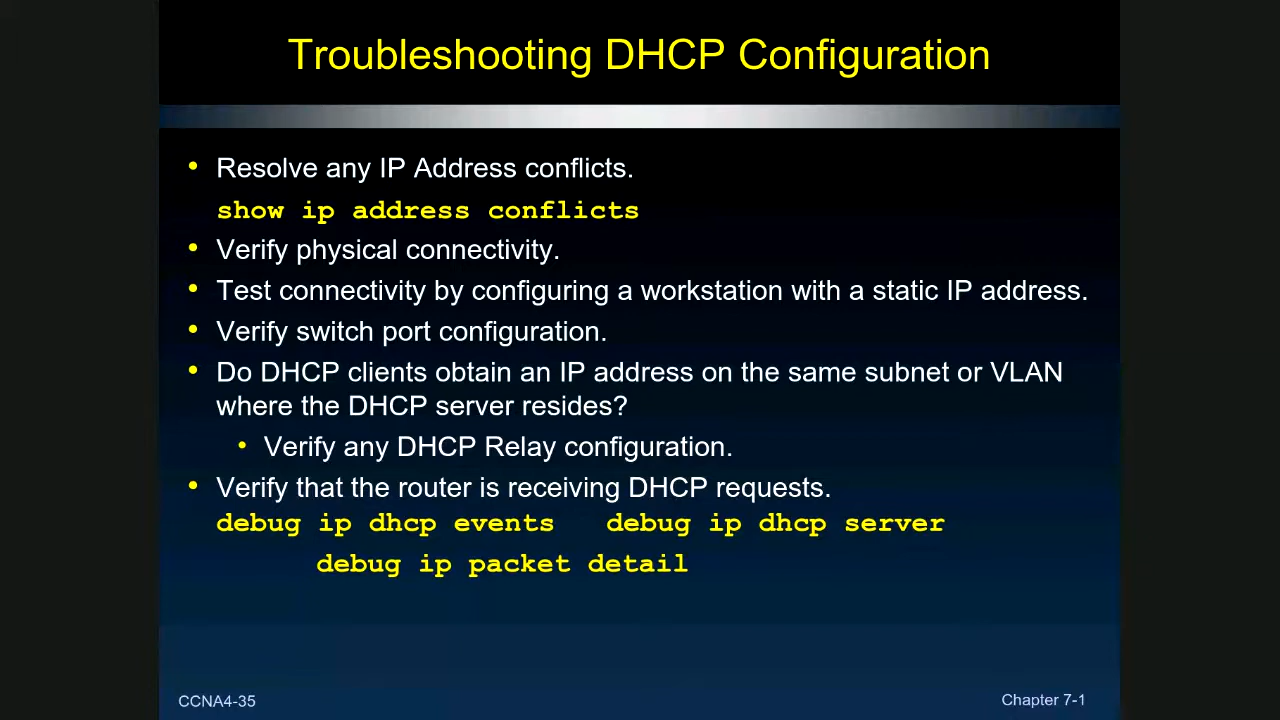 Troubleshooting DHCP Configuration
• Resolve any IP Address conflicts.
show ip address conflicts
• Verify physical connectivity.
• Test connectivity by configuring a workstation with a static IP address.
• Verify switch port configuration.
• Do DHCP clients obtain an IP address on the same subnet or VLAN
where the DHCP server resides?
• Verify any DHCP Relay configuration.
• Verify that the router is receiving DHCP requests.
debug ip dhcp events debug ip dhcp server
debug ip packet detail
CCNA4-35
Chapter 7-1